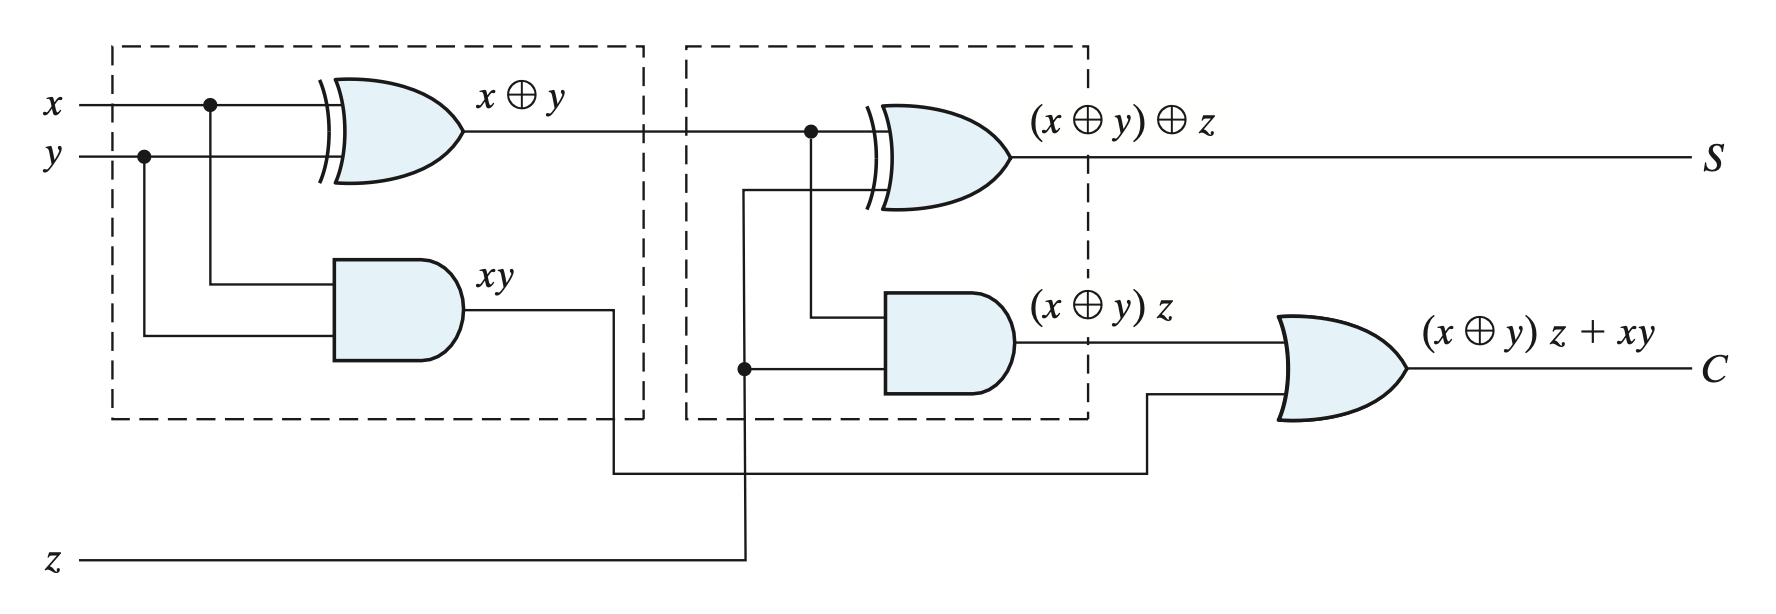 x
y
x ⊕ y
xy
(x ⊕ y) ⊕ z
S
(x ⊕ y) z
(x ⊕ y) z + xy
C
z